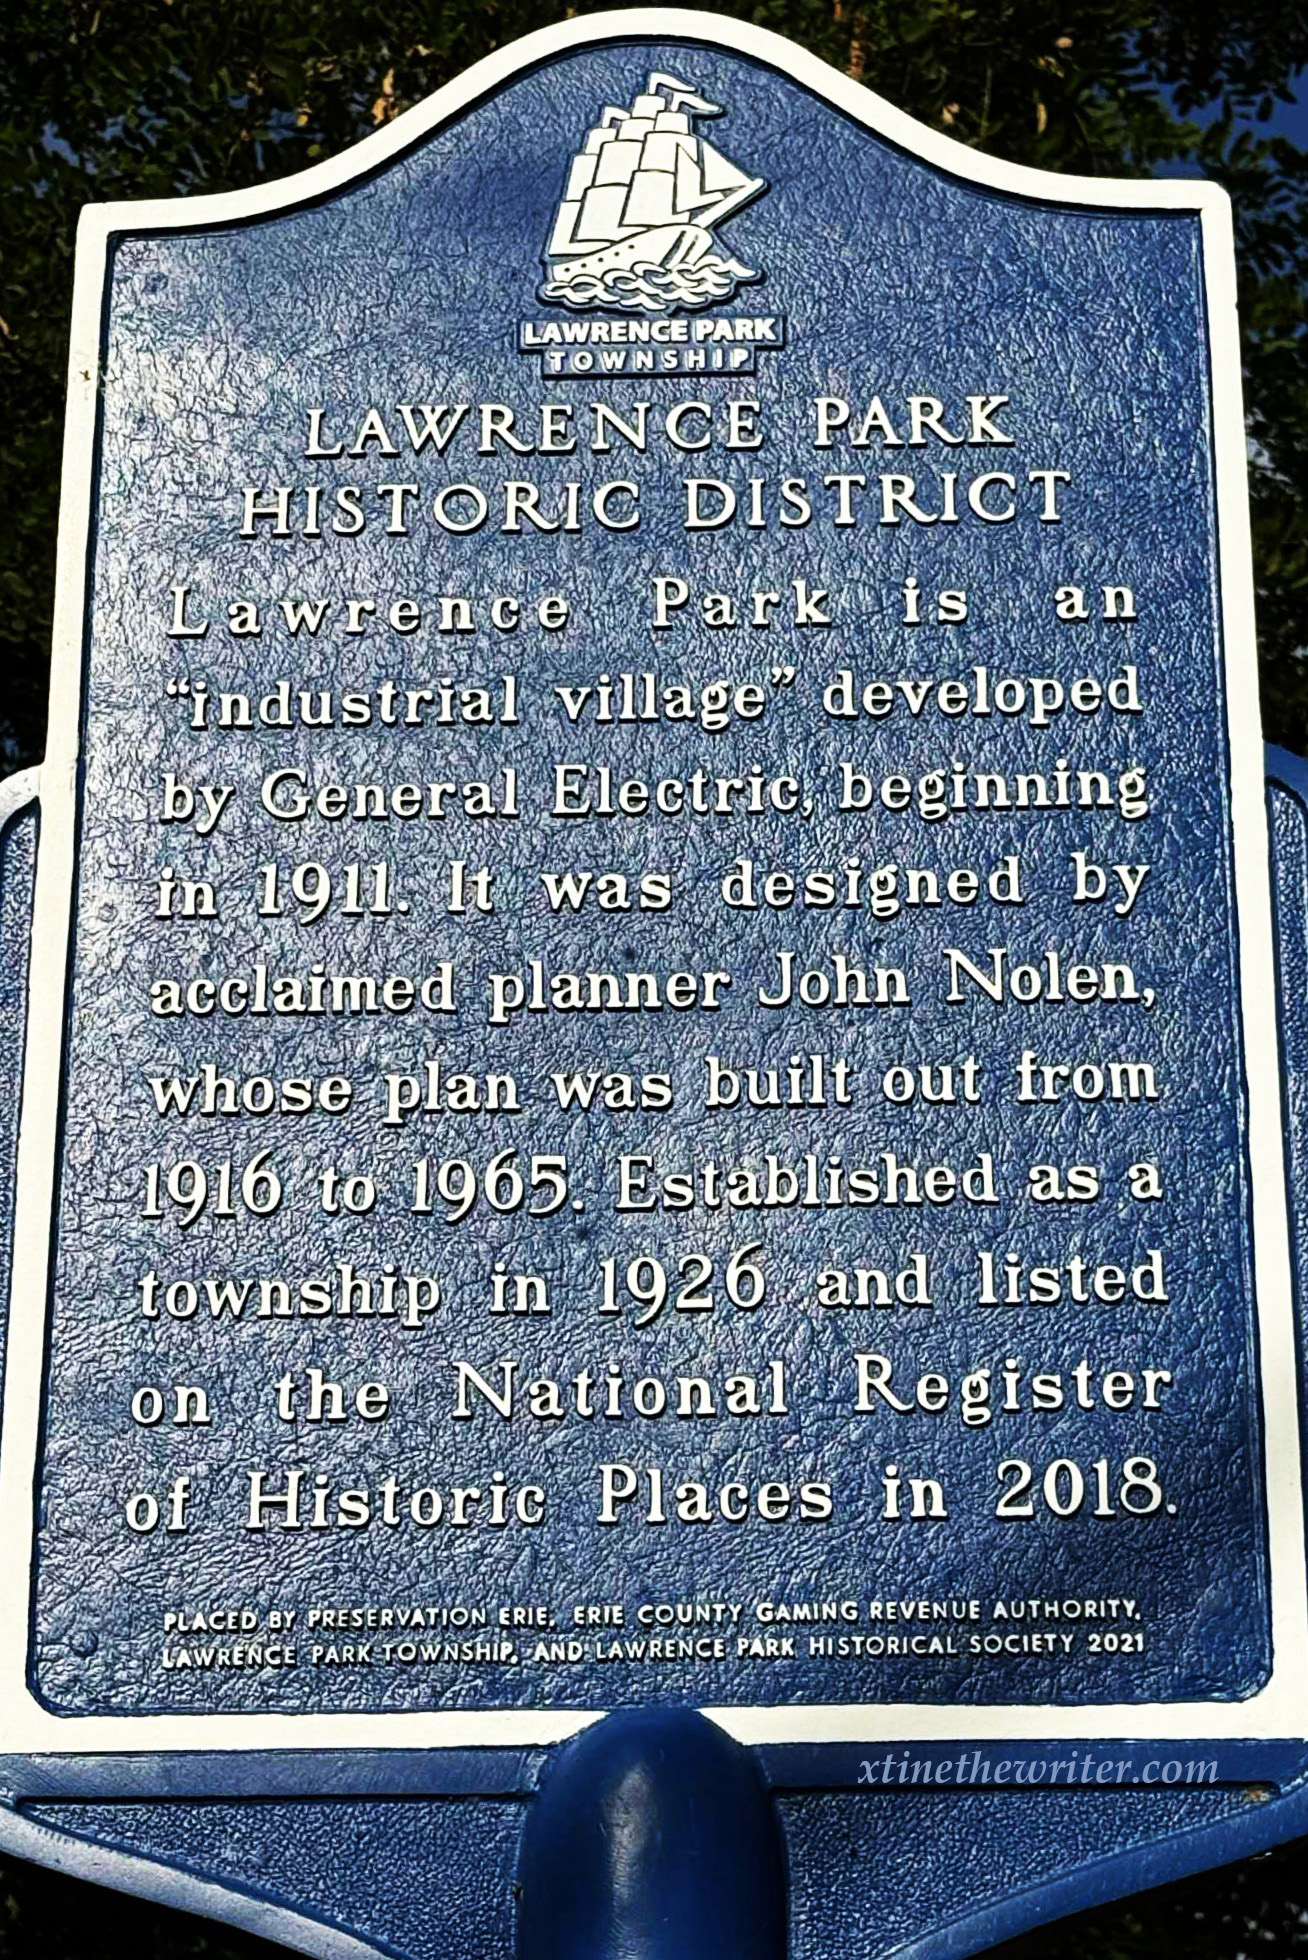 LAWRENCE PARK
TOWNSHIP
LAWRENCE PARK
HISTORIC DISTRICT
Lawrence Park is an
“industrial village” developed
by General Electric, beginning
in 1911. It was designed by
acclaimed planner John Nolen,
whose plan was built out from
1916 to 1965. Established as a
township in 1926 and listed
on the National Register
of Historic Places in 2018.
PLACED BY PRESERVATION ERIE, ERIE COUNTY GAMING REVENUE AUTHORITY,
LAWRENCE PARK TOWNSHIP, AND LAWRENCE PARK HISTORICAL SOCIETY 2021
xtinethewriter.com